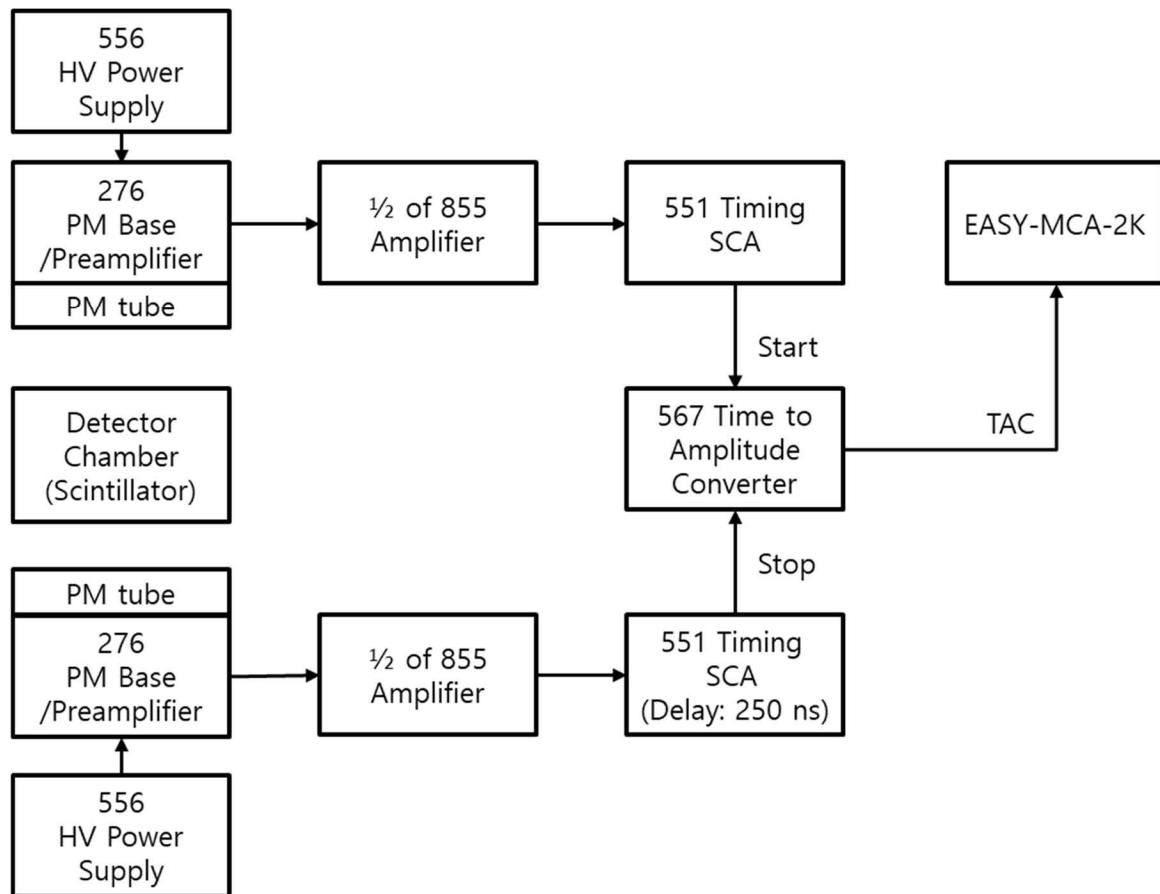 556
HV Power
Supply
276
PM Base
/Preamplifier
PM tube
½ of 855
Amplifier
551 Timing
SCA
EASY-MCA-2K
Start
Detector
Chamber
(Scintillator)
567 Time to
Amplitude
Converter
TAC
Stop
PM tube
276
PM Base
/Preamplifier
½ of 855
Amplifier
551 Timing
SCA
(Delay: 250 ns)
556
HV Power
Supply